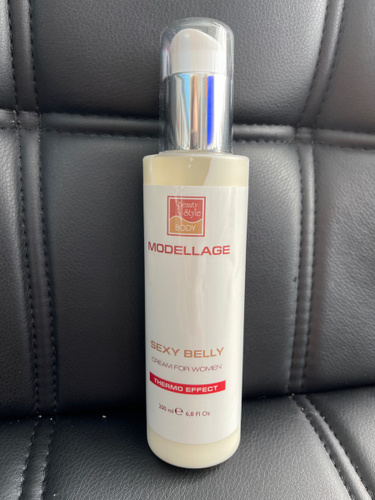 Beauty
Style
BODY
MODELLAGE
SEXY BELLY
CREAM FOR WOMEN
THERMO EFFECT
200 ml ℮ 6.8 Fl Oz